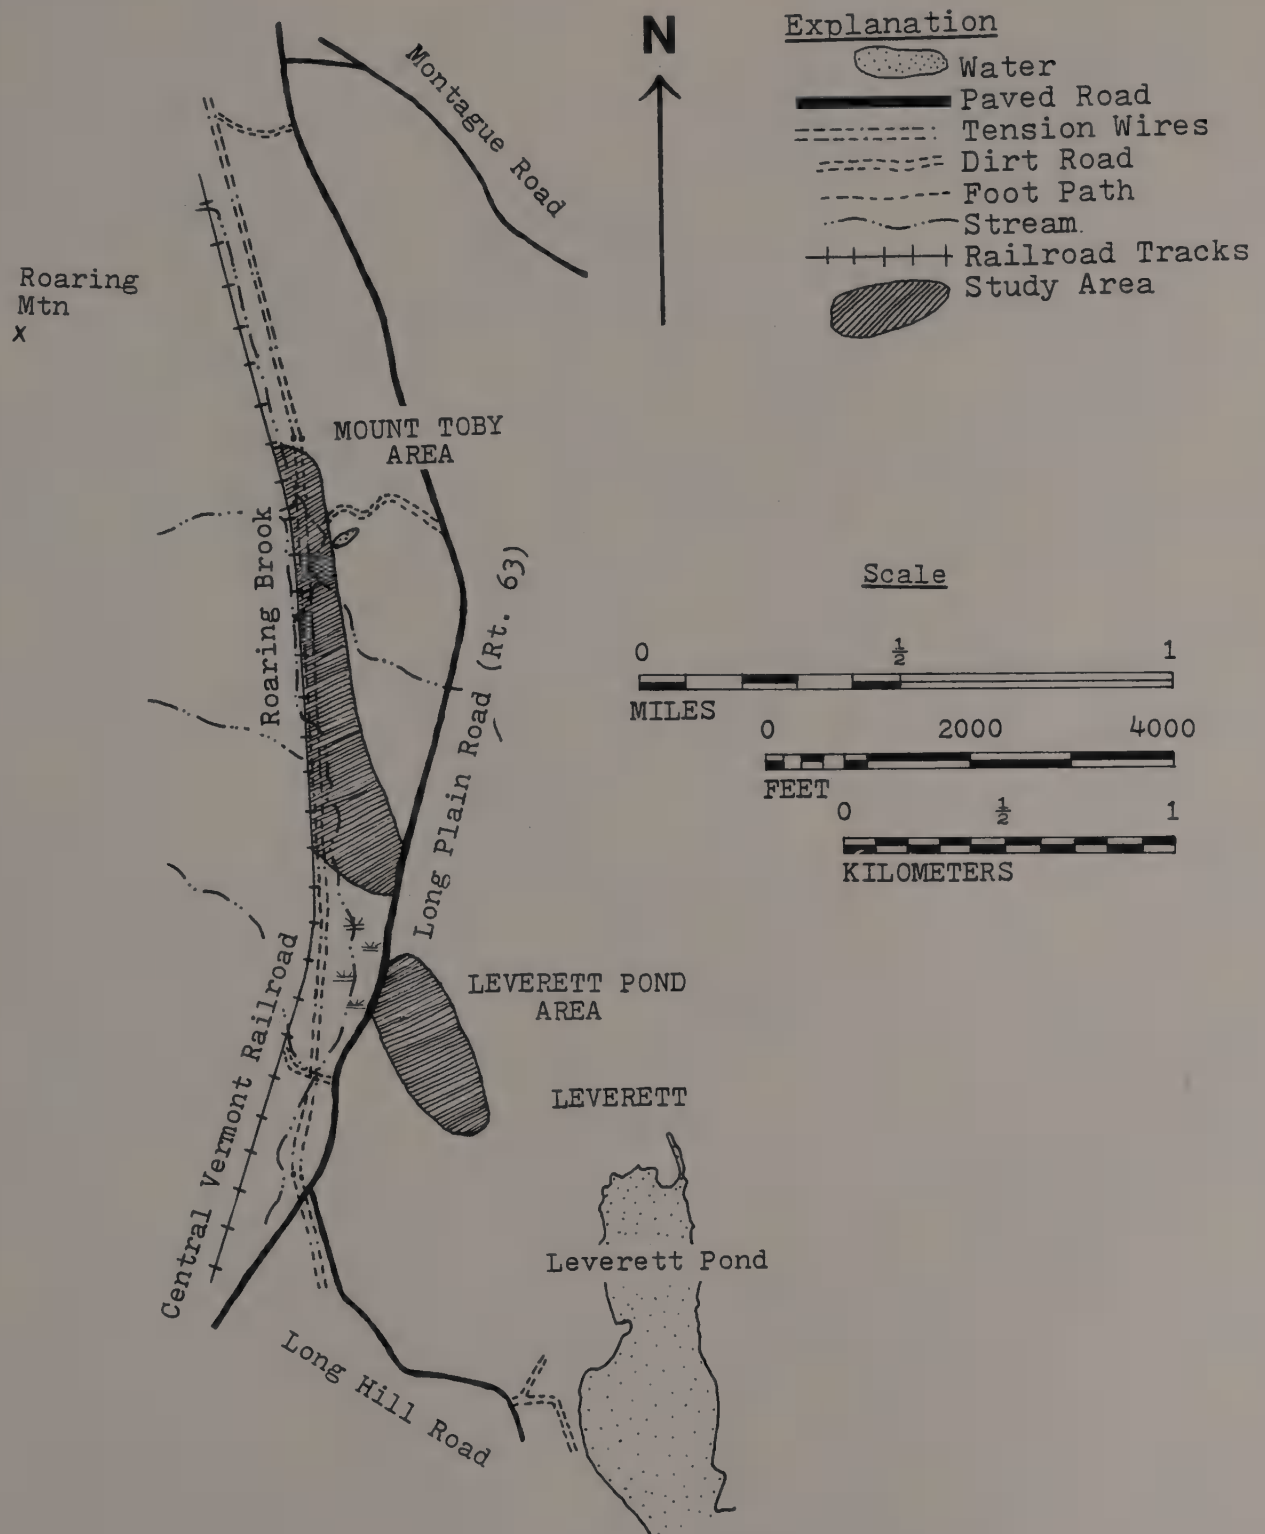 N
Explanation
Water
Paved Road
Tension Wires
Dirt Road
Foot Path
Stream.
Railroad Tracks
Study Area
Montague Road
Roaring
Mtn
x
MOUNT TOBY
AREA
Roaring Brook
Long Plain Road (Rt. 63)
Scale
0 ½ 1
MILES
0 2000 4000
FEET
0 ½ 1
KILOMETERS
Central Vermont Railroad
LEVERETT POND
AREA
LEVERETT
Leverett Pond
Long Hill Road